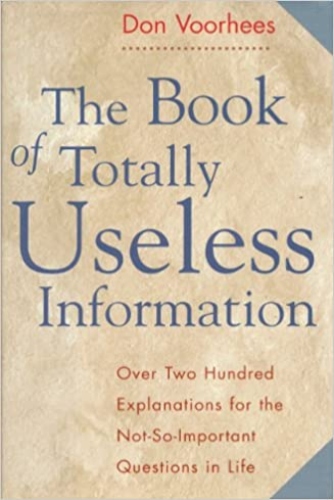 Don Voorhees
The Book
of Totally
Useless
Information
Over Two Hundred
Explanations for the
Not-So-Important
Questions in Life